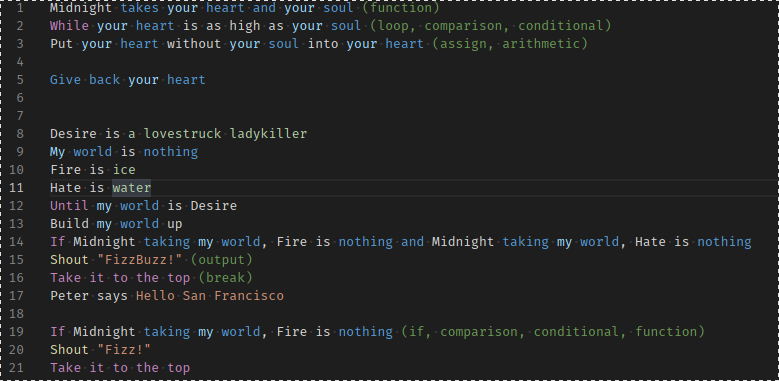 1 Midnight takes your heart and your soul (function)
2 While your heart is as high as your soul (loop, comparison, conditional)
3 Put your heart without your soul into your heart (assign, arithmetic)
4
5 Give back your heart
6
7
8 Desire is a lovestruck ladykiller
9 My world is nothing
10 Fire is ice
11 Hate is water
12 Until my world is Desire
13 Build my world up
14 If Midnight taking my world, Fire is nothing and Midnight taking my world, Hate is nothing
15 Shout "FizzBuzz!" (output)
16 Take it to the top (break)
17 Peter says Hello San Francisco
18
19 If Midnight taking my world, Fire is nothing (if, comparison, conditional, function)
20 Shout "Fizz!"
21 Take it to the top